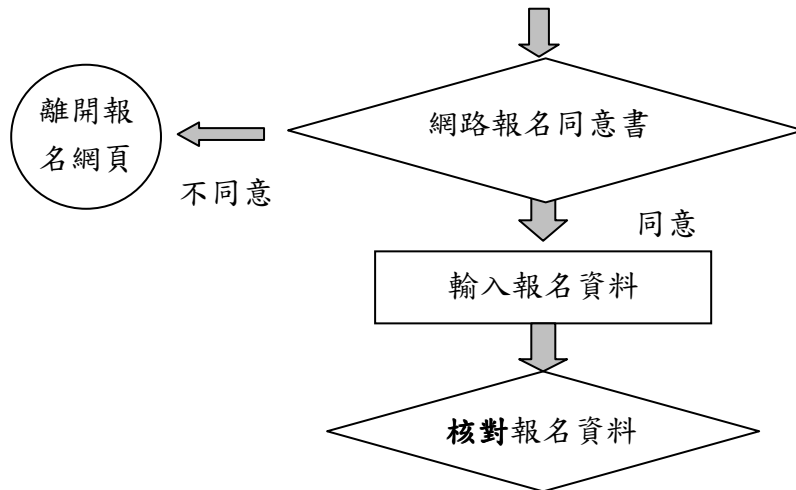 網路報名同意書
離開報
名網頁
不同意
同意
輸入報名資料
核對報名資料